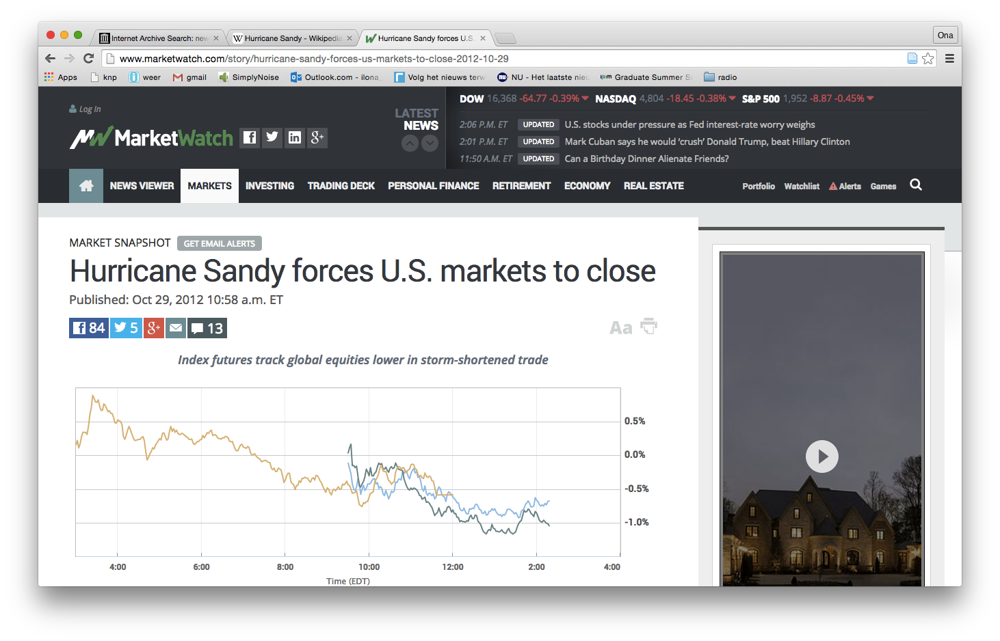 Internet Archive Search: new
Hurricane Sandy - Wikipedia
Hurricane Sandy forces U.S.
Ona
www.marketwatch.com/story/hurricane-sandy-forces-us-markets-to-close-2012-10-29
Apps knp weer gmail SimplyNoise Outlook.com - ilona Volg het nieuws terw NU - Het laatste nieu Graduate Summer Sc radio
Log In
MarketWatch
LATEST
NEWS
DOW 16,368 -64.77 -0.39% NASDAQ 4,804 -18.45 -0.38% S&P 500 1,952 -8.87 -0.45%
2:06 P.M. ET UPDATED U.S. stocks under pressure as Fed interest-rate worry weighs
2:01 P.M. ET UPDATED Mark Cuban says he would ‘crush’ Donald Trump, beat Hillary Clinton
11:50 A.M. ET UPDATED Can a Birthday Dinner Alienate Friends?
NEWS VIEWER MARKETS INVESTING TRADING DECK PERSONAL FINANCE RETIREMENT ECONOMY REAL ESTATE Portfolio Watchlist Alerts Games
MARKET SNAPSHOT GET EMAIL ALERTS
Hurricane Sandy forces U.S. markets to close
Published: Oct 29, 2012 10:58 a.m. ET
84 5 g+ 13
Aa
Index futures track global equities lower in storm-shortened trade
0.5%
0.0%
-0.5%
-1.0%
4:00 6:00 8:00 10:00 12:00 2:00 4:00
Time (EDT)